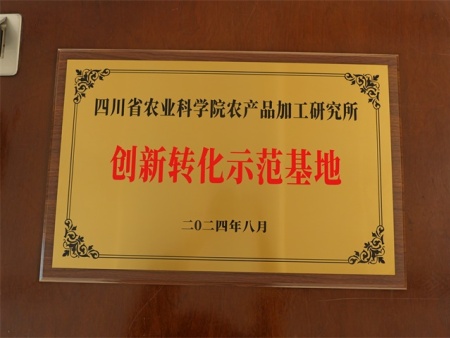 四川省农业科学院农产品加工研究所
创新转化示范基地
二〇二四年八月